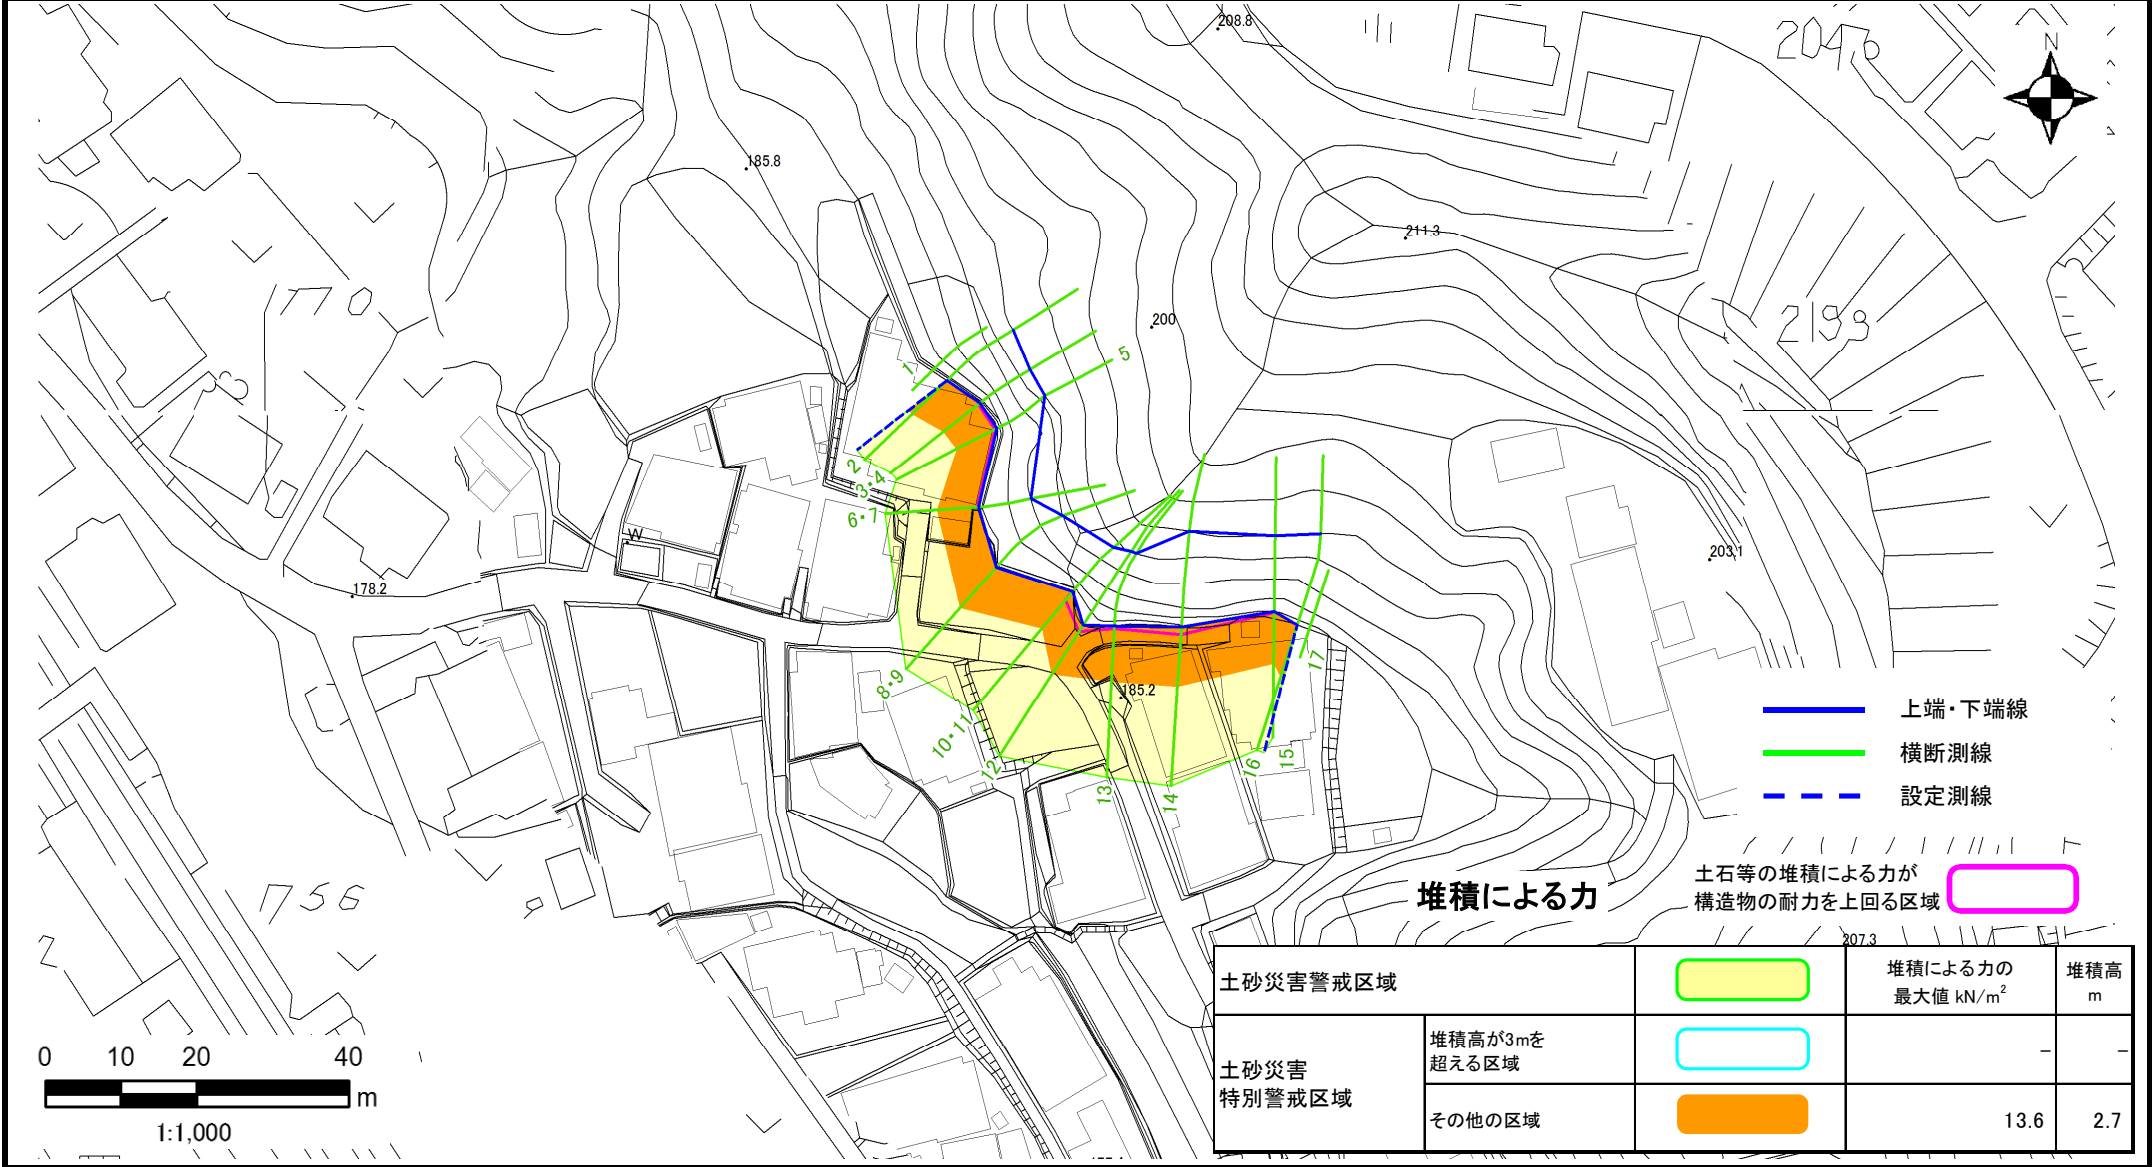 208.8
2040
N
185.8
211.3
200
2193
5
1
2
3・4
6・7
W
178.2
203.1
8・9
10・11
12
13
14
185.2
16
15
17
上端・下端線
横断測線
設定測線
堆積による力
土石等の堆積による力が
構造物の耐力を上回る区域
1756
207.3
土砂災害警戒区域
堆積による力の
最大値 kN/m²
堆積高
m
堆積高が3mを
超える区域
－
－
土砂災害
特別警戒区域
その他の区域
13.6
2.7
0 10 20 40
m
1:1,000